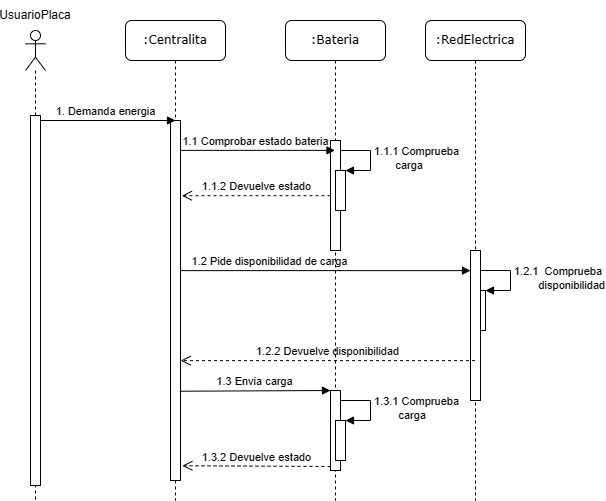 UsuarioPlaca
:Centralita
:Bateria
:RedElectrica
1. Demanda energia
1.1 Comprobar estado bateria
1.1.1 Comprueba
carga
1.1.2 Devuelve estado
1.2 Pide disponibilidad de carga
1.2.1 Comprueba
disponibilidad
1.2.2 Devuelve disponibilidad
1.3 Envia carga
1.3.1 Comprueba
carga
1.3.2 Devuelve estado